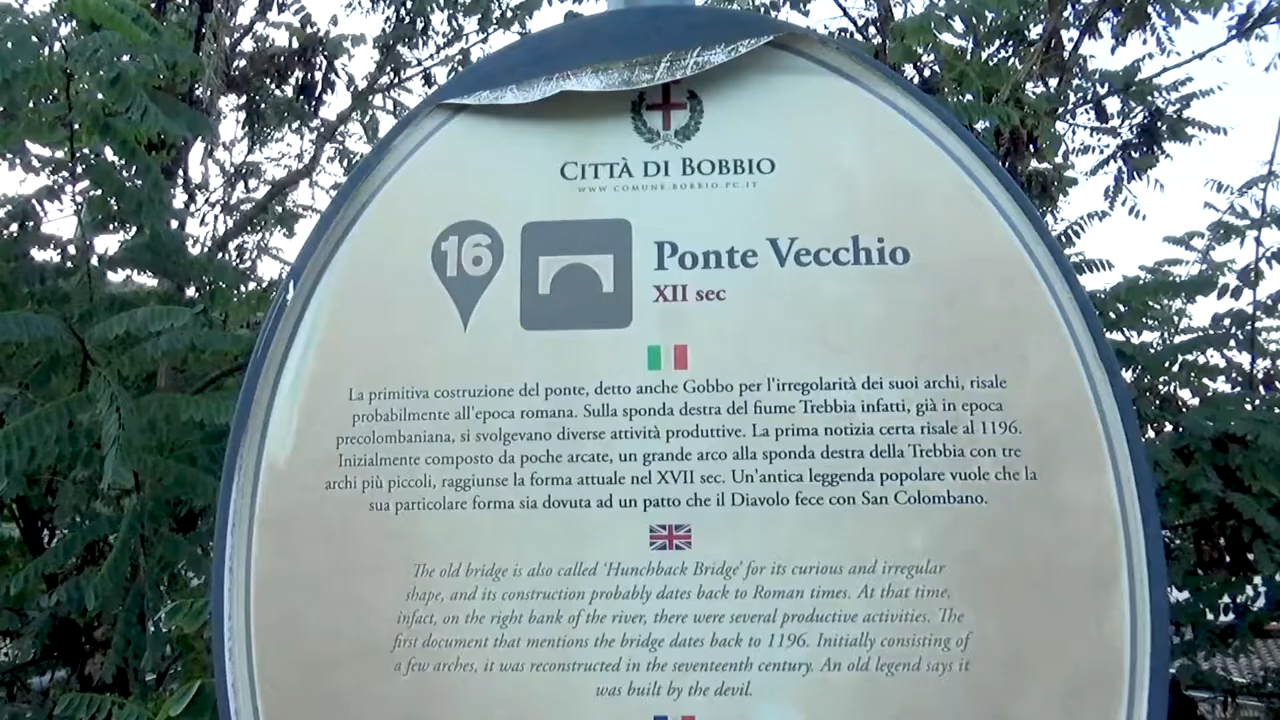 CITTÀ DI BOBBIO
WWW.COMUNE.BOBBIO.PC.IT
16
Ponte Vecchio
XII sec
La primitiva costruzione del ponte, detto anche Gobbo per l'irregolarità dei suoi archi, risale
probabilmente all'epoca romana. Sulla sponda destra del fiume Trebbia infatti, già in epoca
precolombaniana, si svolgevano diverse attività produttive. La prima notizia certa risale al 1196.
Inizialmente composto da poche arcate, un grande arco alla sponda destra della Trebbia con tre
archi più piccoli, raggiunse la forma attuale nel XVII sec. Un'antica leggenda popolare vuole che la
sua particolare forma sia dovuta ad un patto che il Diavolo fece con San Colombano.
The old bridge is also called 'Hunchback Bridge' for its curious and irregular
shape, and its construction probably dates back to Roman times. At that time,
infact, on the right bank of the river, there were several productive activities. The
first document that mentions the bridge dates back to 1196. Initially consisting of
a few arches, it was reconstructed in the seventeenth century. An old legend says it
was built by the devil.